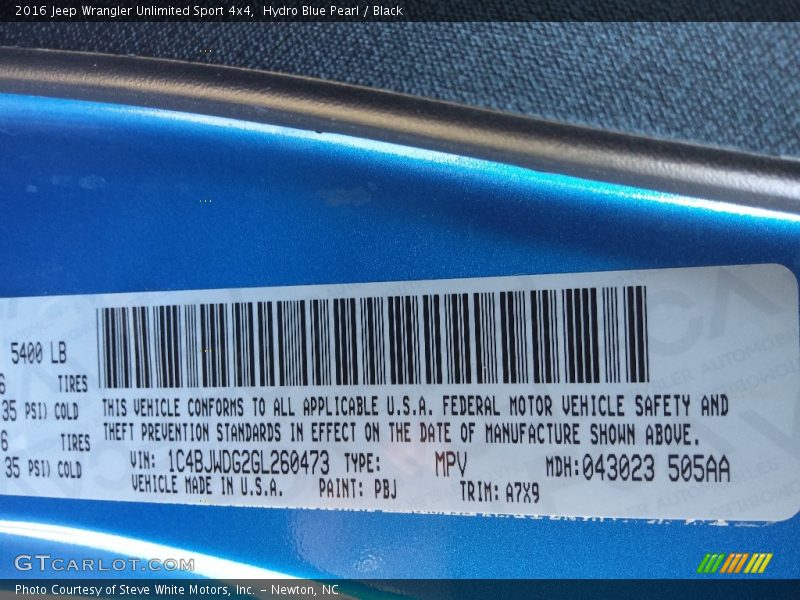 2016 Jeep Wrangler Unlimited Sport 4x4, Hydro Blue Pearl / Black
5400 LB
6 TIRES
35 PSI) COLD
6 TIRES
35 PSI) COLD
THIS VEHICLE CONFORMS TO ALL APPLICABLE U.S.A. FEDERAL MOTOR VEHICLE SAFETY AND
THEFT PREVENTION STANDARDS IN EFFECT ON THE DATE OF MANUFACTURE SHOWN ABOVE.
VIN: 1C4BJWDG2GL260473 TYPE: MPV MDH:043023 505AA
VEHICLE MADE IN U.S.A. PAINT: PBJ TRIM: A7X9
GTCARLOT.COM
Photo Courtesy of Steve White Motors, Inc. – Newton, NC